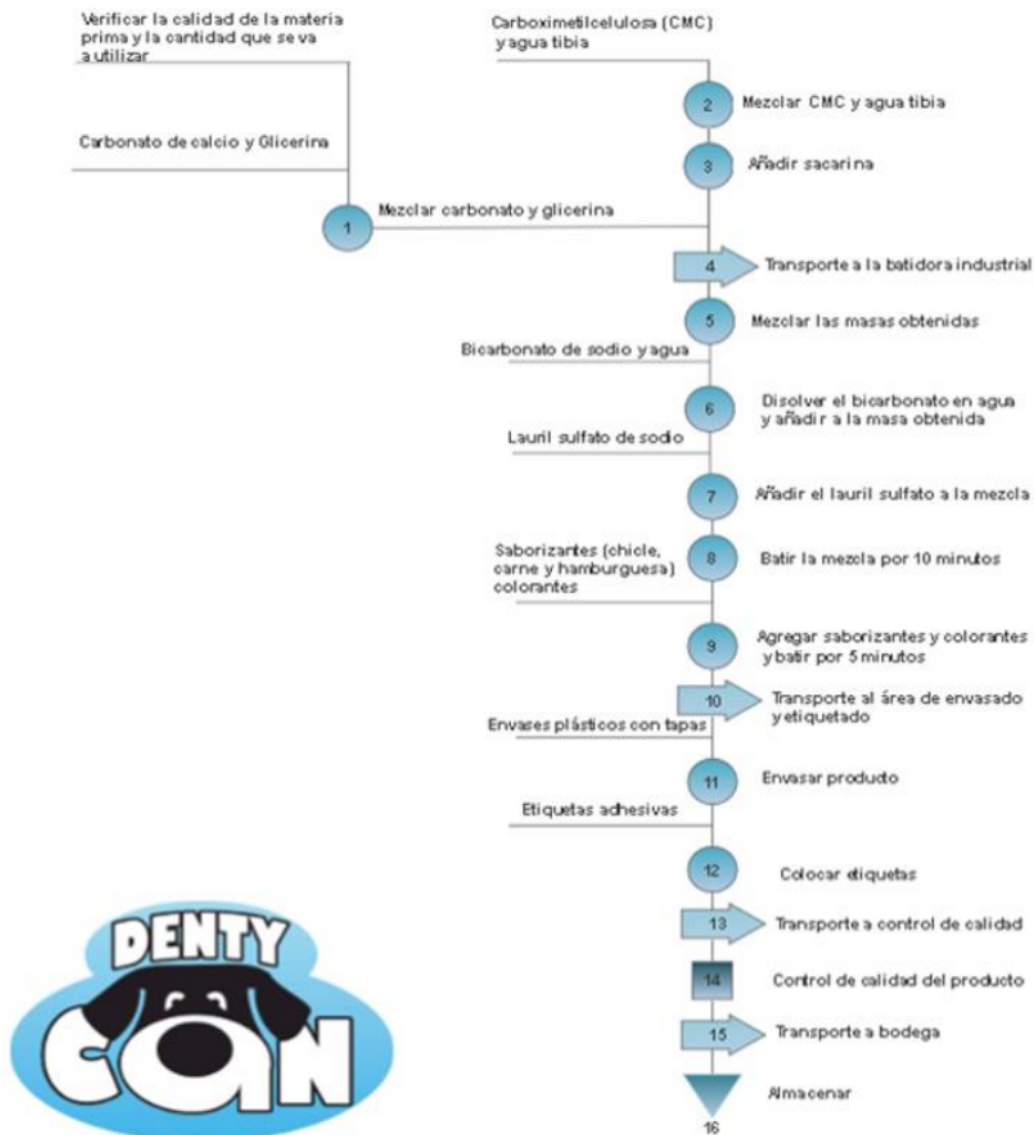 Verificar la calidad de la materia
prima y la cantidad que se va
a utilizar
Carboximetilcelulosa (CMC)
y agua tibia
2
Mezclar CMC y agua tibia
Carbonato de calcio y Glicerina
3
Añadir sacarina
1
Mezclar carbonato y glicerina
4
Transporte a la batidora industrial
5
Mezclar las masas obtenidas
Bicarbonato de sodio y agua
6
Disolver el bicarbonato en agua
y añadir a la masa obtenida
Lauril sulfato de sodio
7
Añadir el lauril sulfato a la mezcla
Saborizantes (chicle,
carne y hamburguesa)
colorantes
8
Batir la mezcla por 10 minutos
9
Agregar saborizantes y colorantes
y batir por 5 minutos
10
Transporte al área de envasado
y etiquetado
Envases plásticos con tapas
11
Envasar producto
Etiquetas adhesivas
12
Colocar etiquetas
13
Transporte a control de calidad
14
Control de calidad del producto
15
Transporte a bodega
Almacenar
16
DENTY
CAN